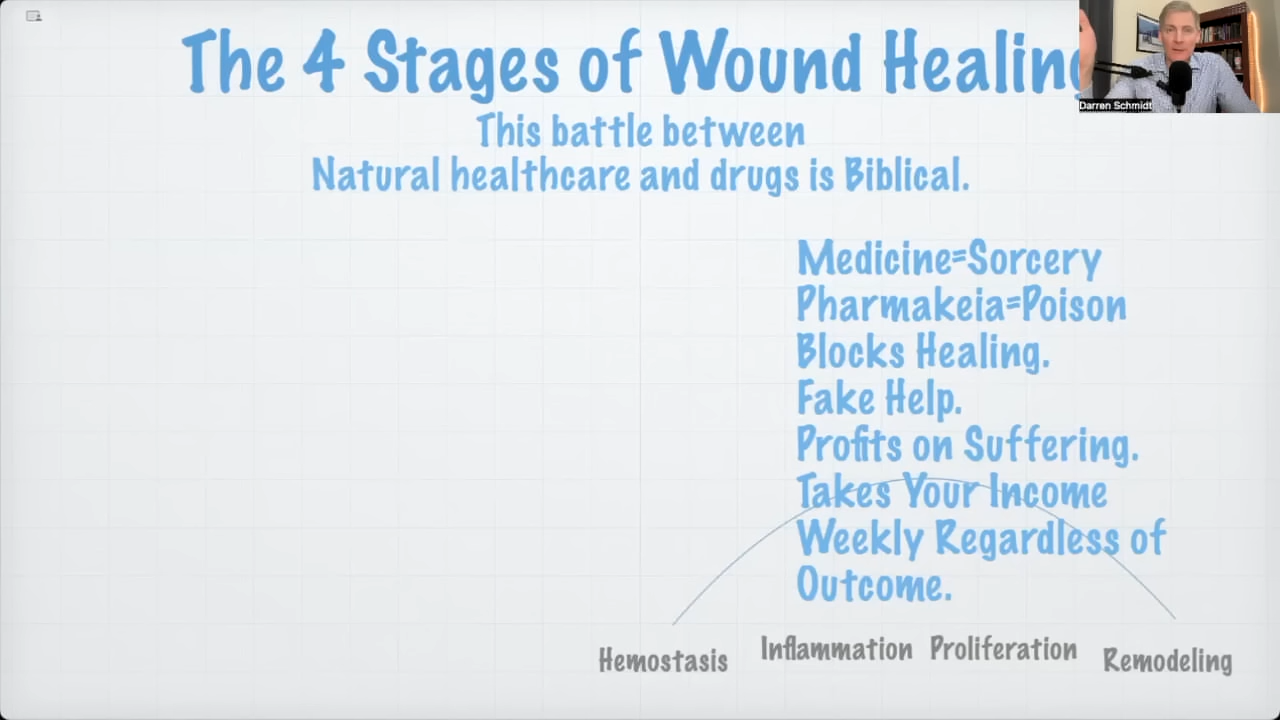 The 4 Stages of Wound Healing
Darren Schmidt
This battle between
Natural healthcare and drugs is Biblical.
Medicine=Sorcery
Pharmakeia=Poison
Blocks Healing.
Fake Help.
Profits on Suffering.
Takes Your Income
Weekly Regardless of
Outcome.
Hemostasis
Inflammation
Proliferation
Remodeling